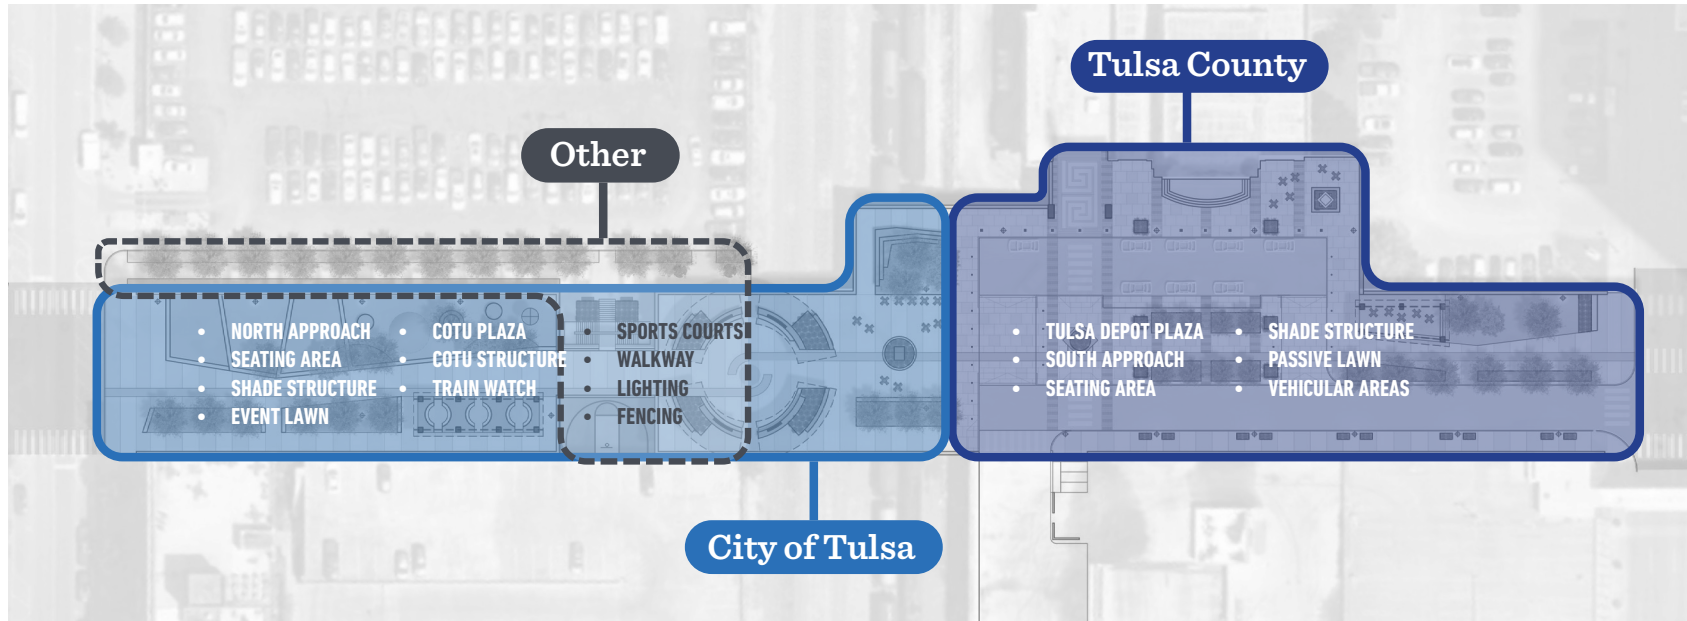 Tulsa County
Other
• NORTH APPROACH
• SEATING AREA
• SHADE STRUCTURE
• EVENT LAWN
• COTU PLAZA
• COTU STRUCTURE
• TRAIN WATCH
• SPORTS COURTS
• WALKWAY
• LIGHTING
• FENCING
• TULSA DEPOT PLAZA
• SOUTH APPROACH
• SEATING AREA
• SHADE STRUCTURE
• PASSIVE LAWN
• VEHICULAR AREAS
City of Tulsa